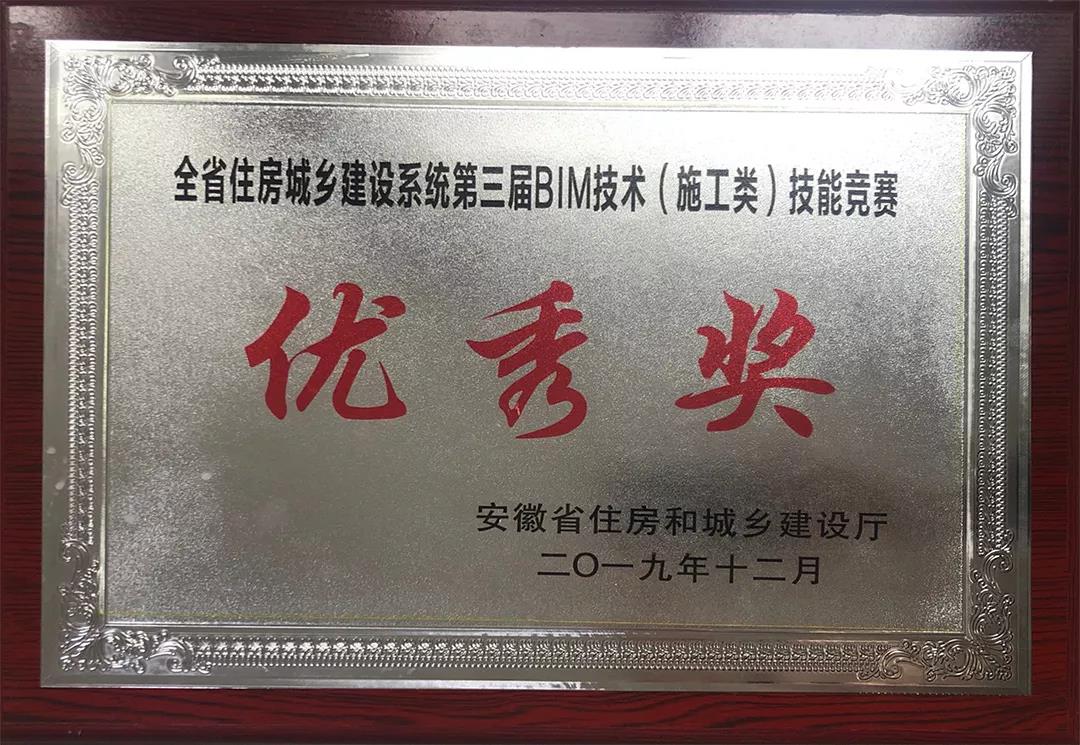 全省住房城乡建设系统第三届BIM技术（施工类）技能竞赛
优秀奖
安徽省住房和城乡建设厅
二〇一九年十二月